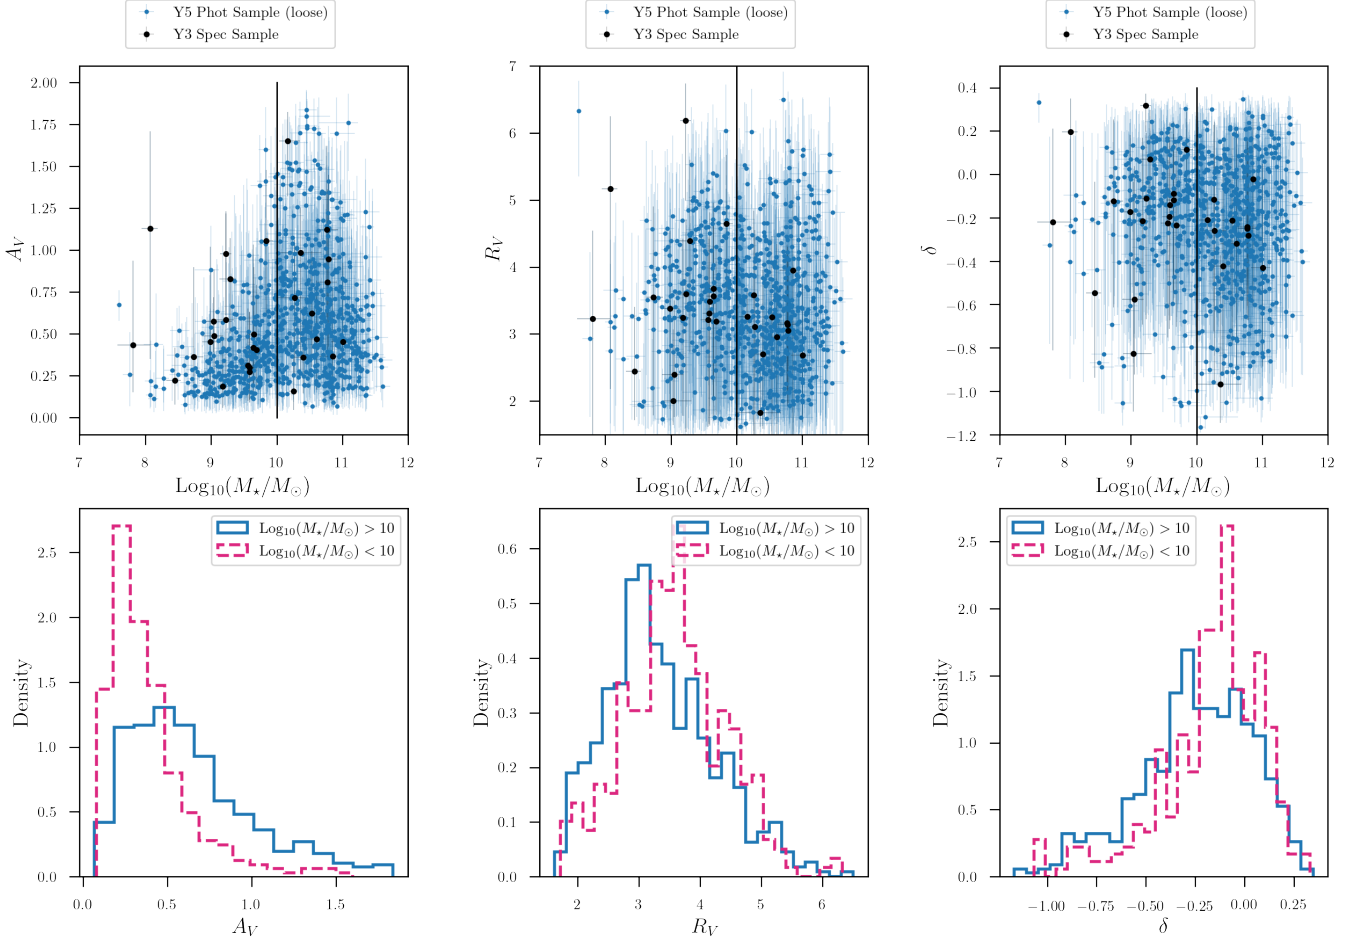 Y5 Phot Sample (loose)
Y3 Spec Sample
Y5 Phot Sample (loose)
Y3 Spec Sample
Y5 Phot Sample (loose)
Y3 Spec Sample
2.00
1.75
1.50
1.25
1.00
0.75
0.50
0.25
0.00
A_V
7 8 9 10 11 12
Log₁₀(M⋆/M⊙)
7
6
5
4
3
2
R_V
7 8 9 10 11 12
Log₁₀(M⋆/M⊙)
0.4
0.2
0.0
−0.2
−0.4
−0.6
−0.8
−1.0
−1.2
δ
7 8 9 10 11 12
Log₁₀(M⋆/M⊙)
Log₁₀(M⋆/M⊙) > 10
Log₁₀(M⋆/M⊙) < 10
2.5
2.0
1.5
1.0
0.5
0.0
Density
0.0 0.5 1.0 1.5
A_V
Log₁₀(M⋆/M⊙) > 10
Log₁₀(M⋆/M⊙) < 10
0.6
0.5
0.4
0.3
0.2
0.1
0.0
Density
2 3 4 5 6
R_V
Log₁₀(M⋆/M⊙) > 10
Log₁₀(M⋆/M⊙) < 10
2.5
2.0
1.5
1.0
0.5
0.0
Density
−1.00 −0.75 −0.50 −0.25 0.00 0.25
δ